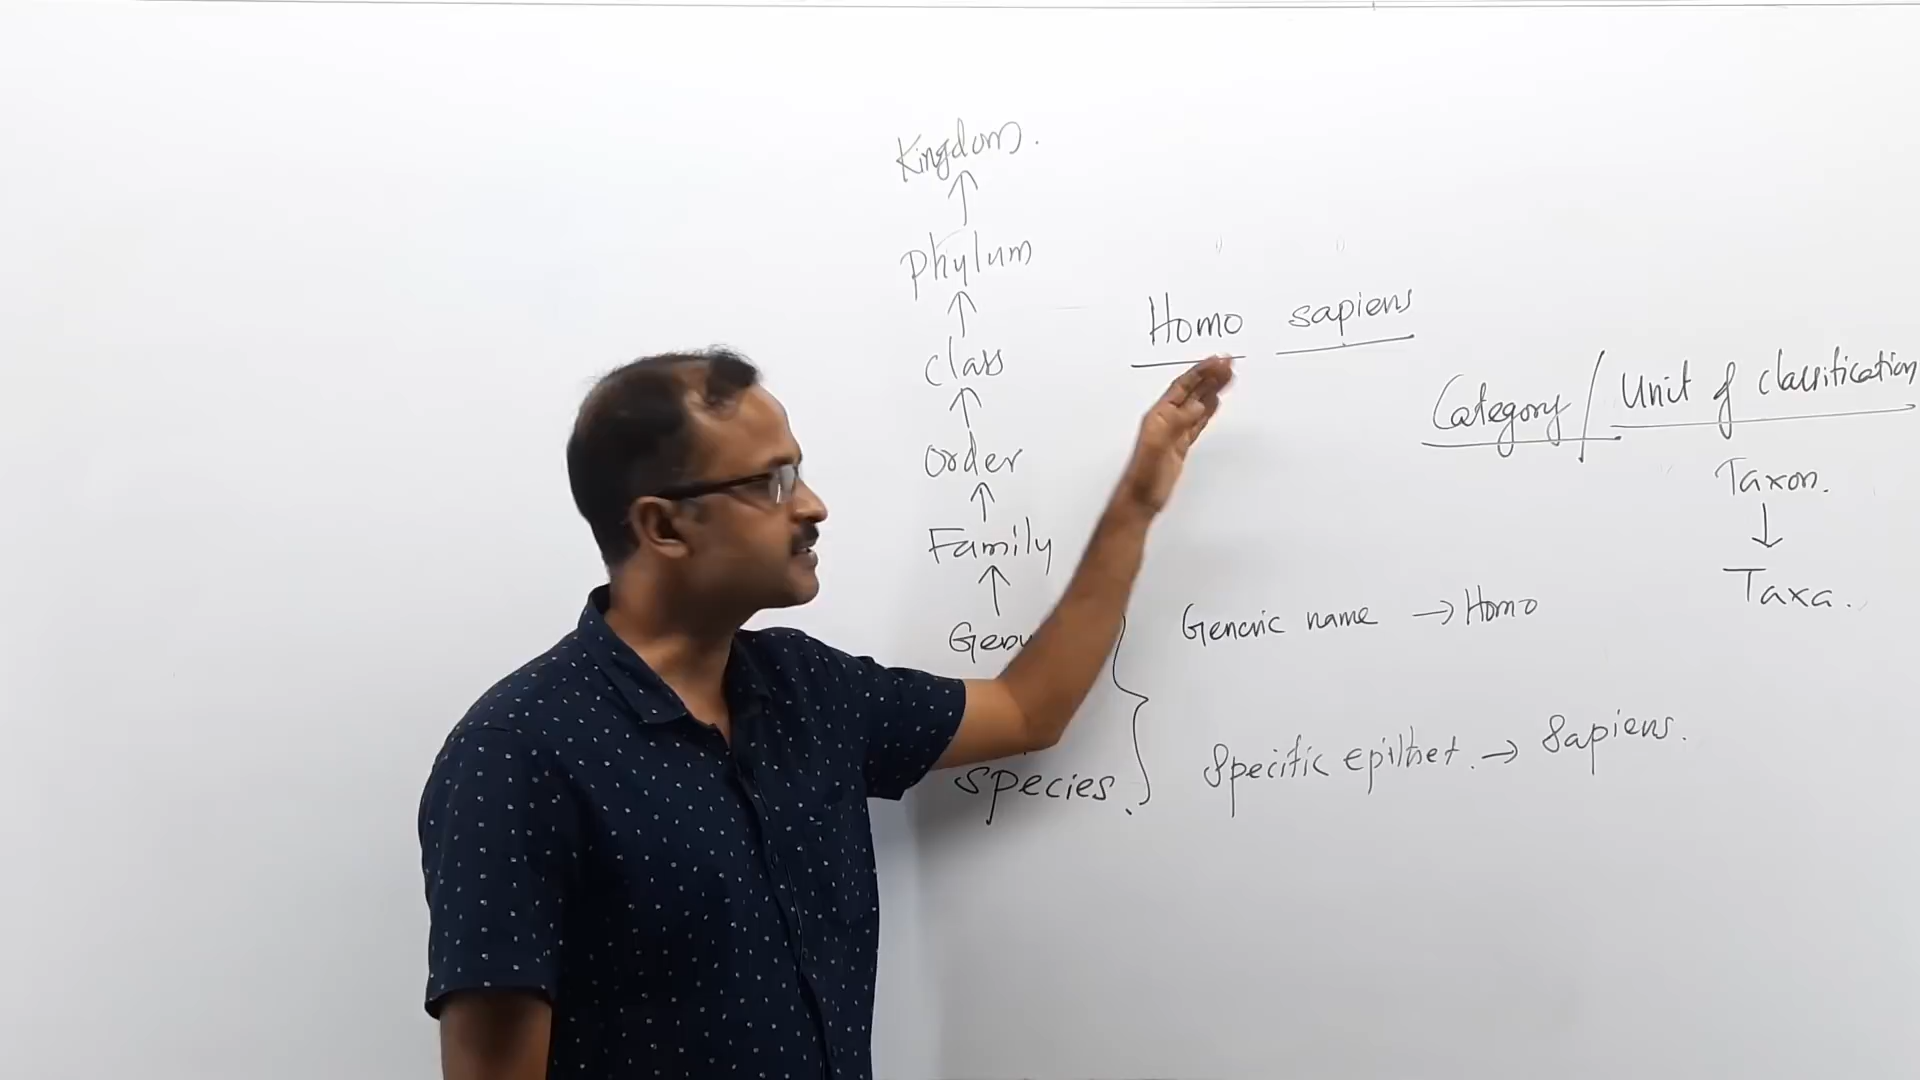 Kingdom.
Phylum
Class
Order
Family
Genu
Species.
Homo sapiens
Category / Unit of classification
Taxon.
Taxa.
Generic name → Homo
Specific epithet. → Sapiens.